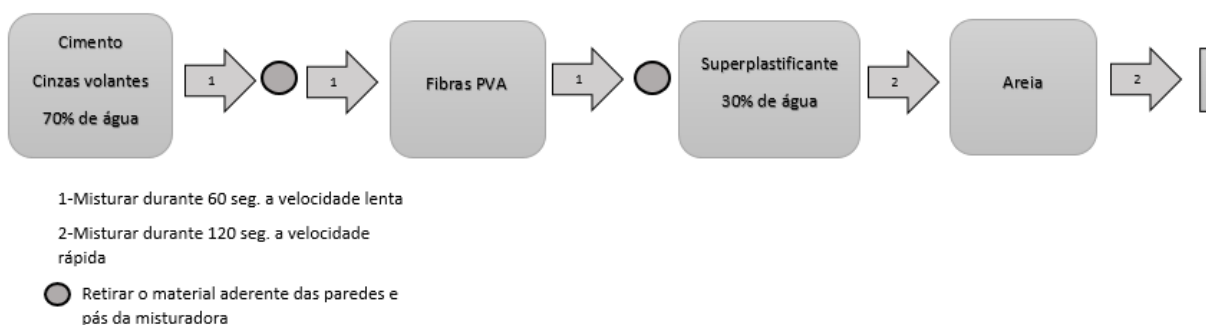 Cimento
Cinzas volantes
70% de água
1
1
Fibras PVA
1
Superplastificante
30% de água
2
Areia
2
1-Misturar durante 60 seg. a velocidade lenta
2-Misturar durante 120 seg. a velocidade
rápida
Retirar o material aderente das paredes e
pás da misturadora